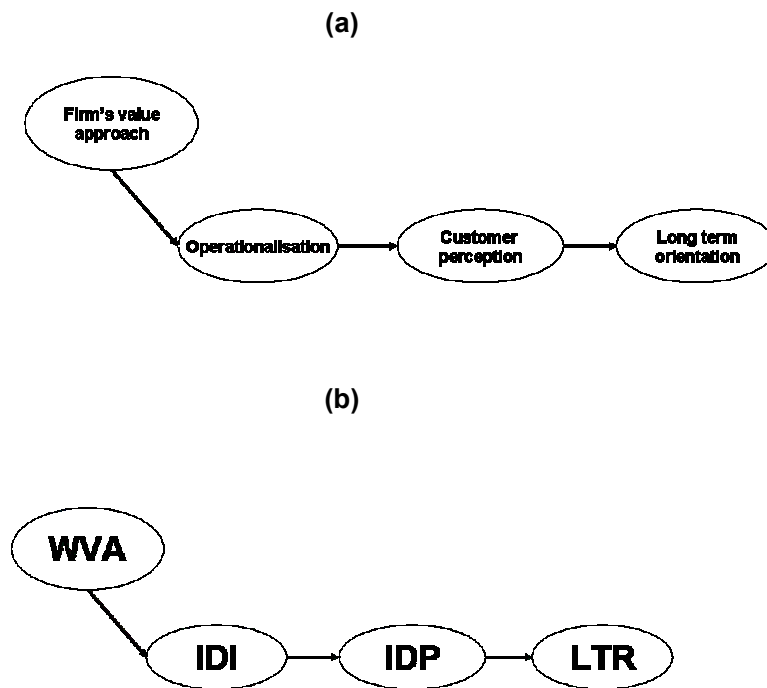 (a)
Firm's value
approach
Operationalisation
Customer
perception
Long term
orientation
(b)
WVA
IDI
IDP
LTR